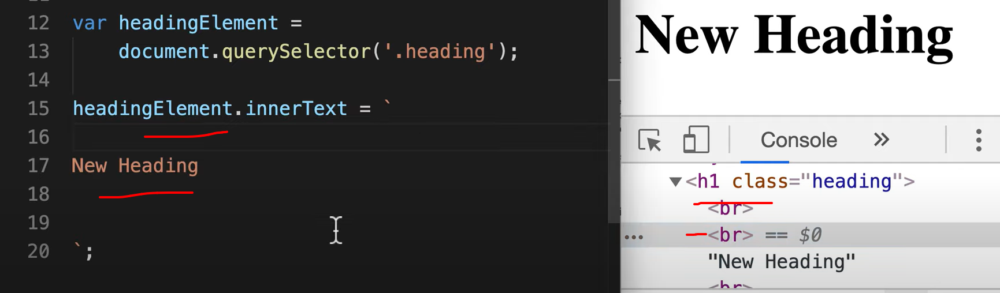 12 var headingElement =
13 document.querySelector('.heading');
14
15 headingElement.innerText = `
16
17 New Heading
18
19
20 `;
New Heading
Console »
▼<h1 class="heading">
<br>
... <br> == $0
"New Heading"
<br>